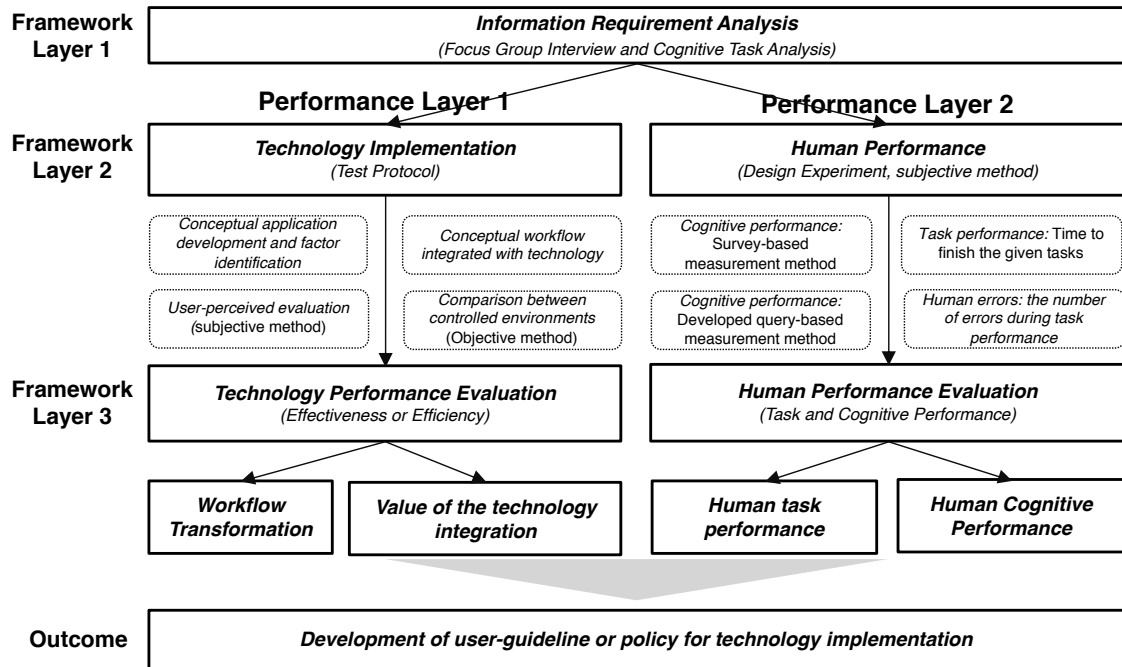 Framework
Layer 1
Information Requirement Analysis
(Focus Group Interview and Cognitive Task Analysis)
Performance Layer 1
Performance Layer 2
Framework
Layer 2
Technology Implementation
(Test Protocol)
Human Performance
(Design Experiment, subjective method)
Conceptual application
development and factor
identification
Conceptual workflow
integrated with technology
Cognitive performance:
Survey-based
measurement method
Task performance: Time to
finish the given tasks
User-perceived evaluation
(subjective method)
Comparison between
controlled environments
(Objective method)
Cognitive performance:
Developed query-based
measurement method
Human errors: the number
of errors during task
performance
Framework
Layer 3
Technology Performance Evaluation
(Effectiveness or Efficiency)
Human Performance Evaluation
(Task and Cognitive Performance)
Workflow
Transformation
Value of the technology
integration
Human task
performance
Human Cognitive
Performance
Outcome
Development of user-guideline or policy for technology implementation